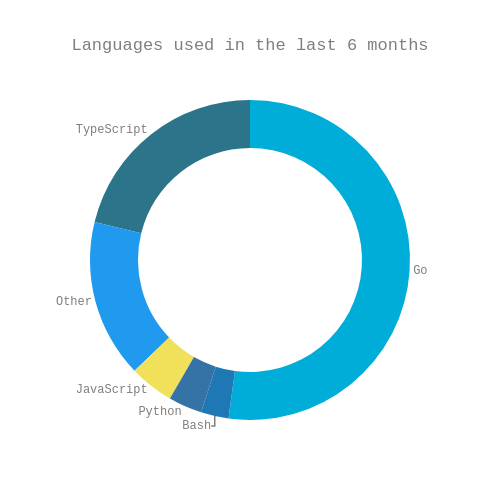 Languages used in the last 6 months
TypeScript
Go
Other
JavaScript
Python
Bash